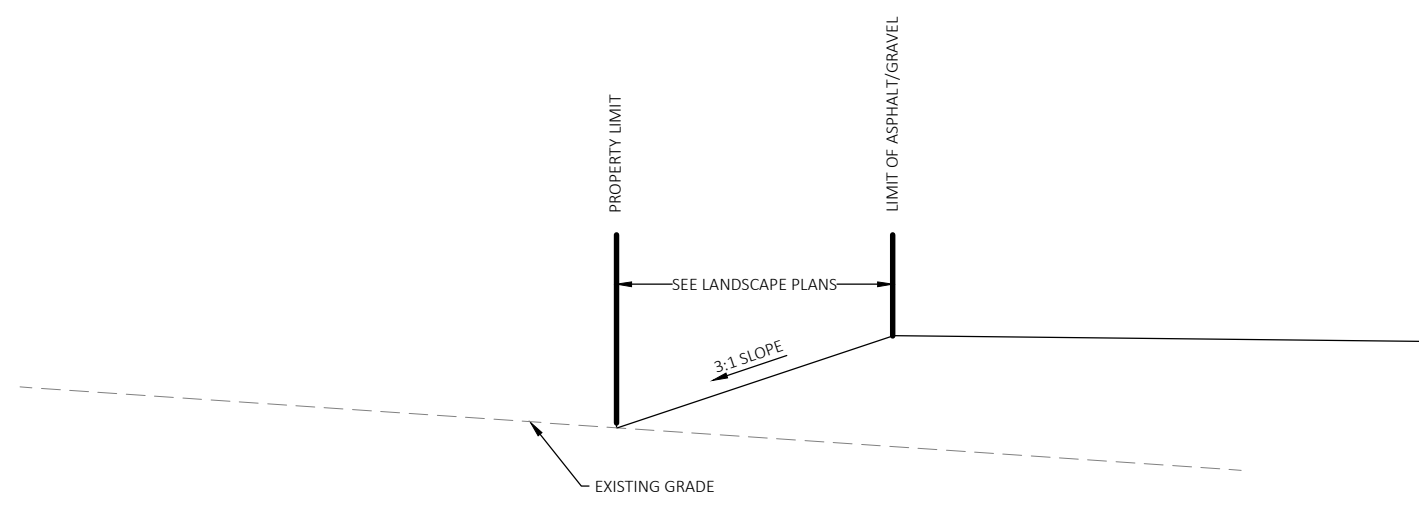 LIMIT OF ASPHALT/GRAVEL
PROPERTY LIMIT
SEE LANDSCAPE PLANS
3:1 SLOPE
EXISTING GRADE